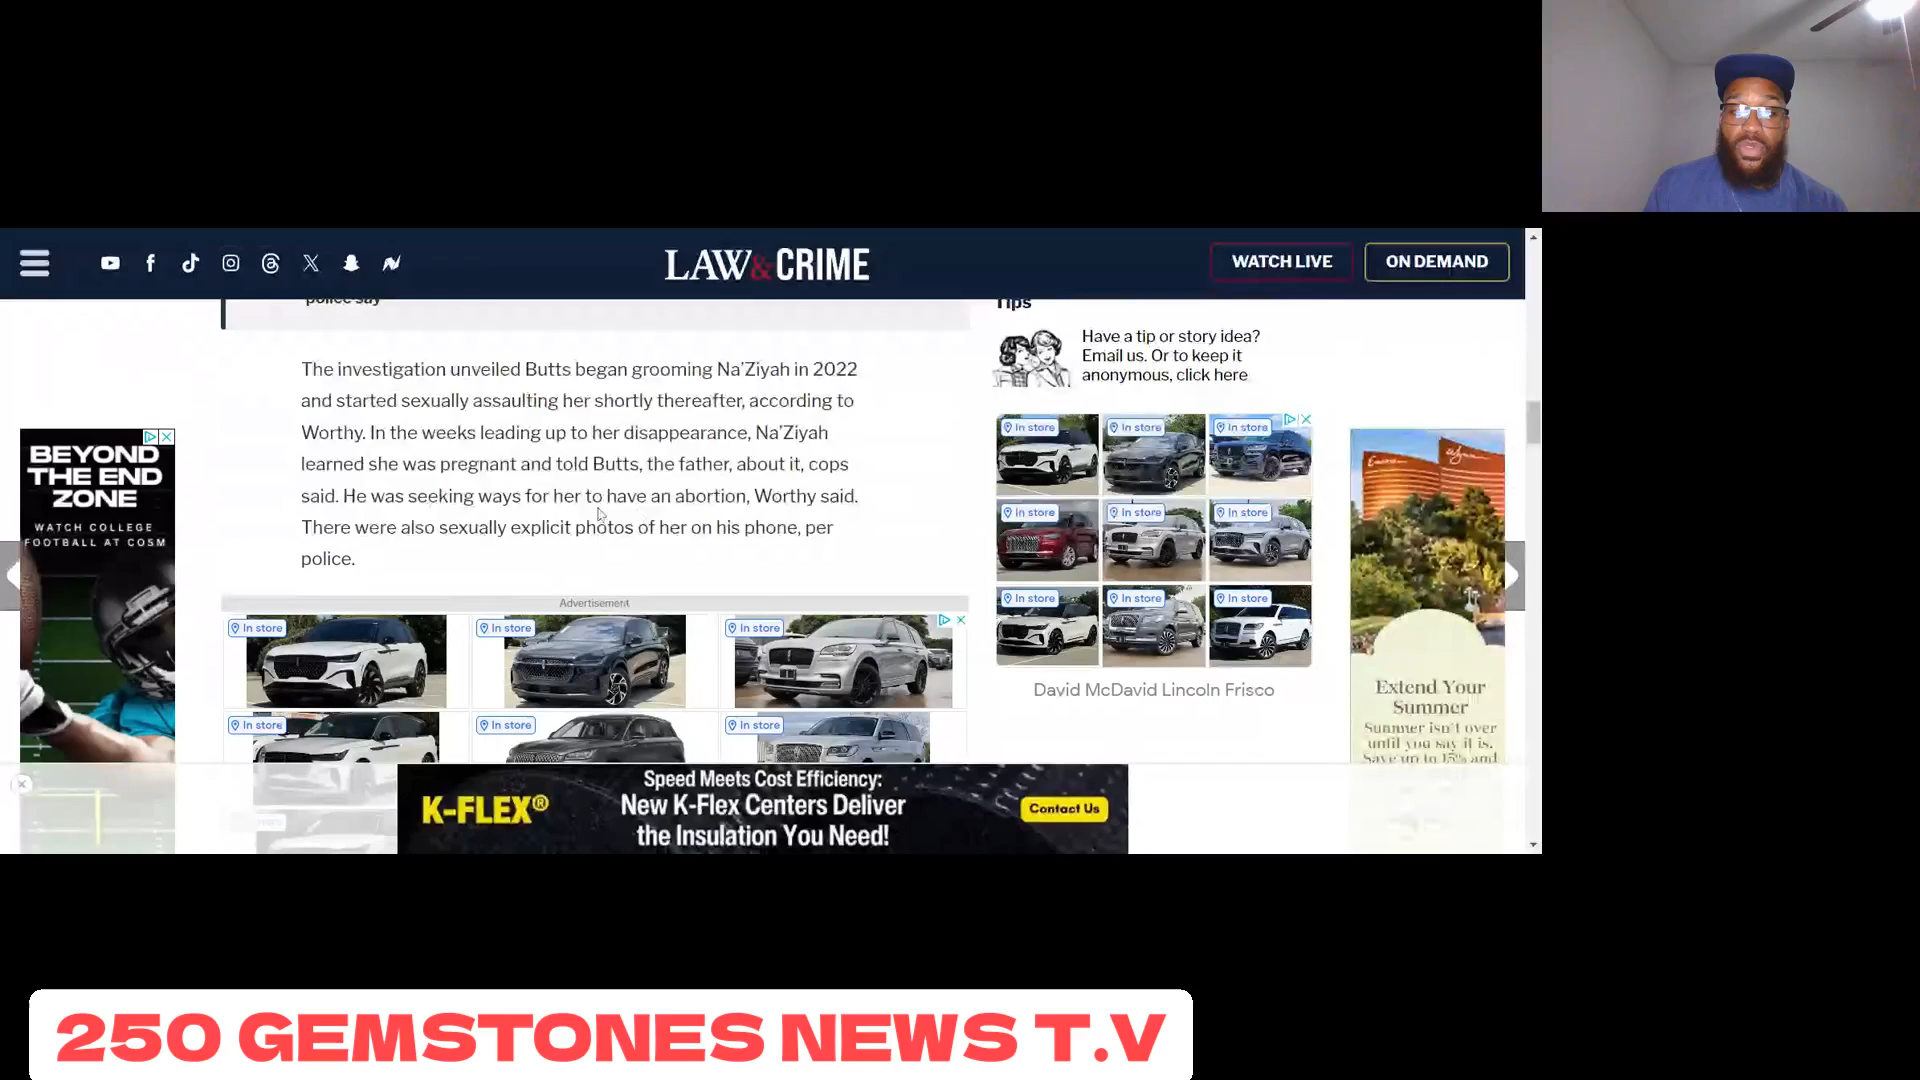 LAW&CRIME
WATCH LIVE
ON DEMAND
police say
Tips
Have a tip or story idea?
Email us. Or to keep it
anonymous, click here
The investigation unveiled Butts began grooming Na’Ziyah in 2022
and started sexually assaulting her shortly thereafter, according to
Worthy. In the weeks leading up to her disappearance, Na’Ziyah
learned she was pregnant and told Butts, the father, about it, cops
said. He was seeking ways for her to have an abortion, Worthy said.
There were also sexually explicit photos of her on his phone, per
police.
BEYOND
THE END
ZONE
WATCH COLLEGE
FOOTBALL AT COSM
In store
In store
In store
In store
In store
In store
In store
In store
In store
David McDavid Lincoln Frisco
Advertisement
In store
In store
In store
In store
In store
In store
Extend Your
Summer
Summer isn't over
until you say it is.
Save up to 15% and
K-FLEX®
Speed Meets Cost Efficiency:
New K-Flex Centers Deliver
the Insulation You Need!
Contact Us
250 GEMSTONES NEWS T.V